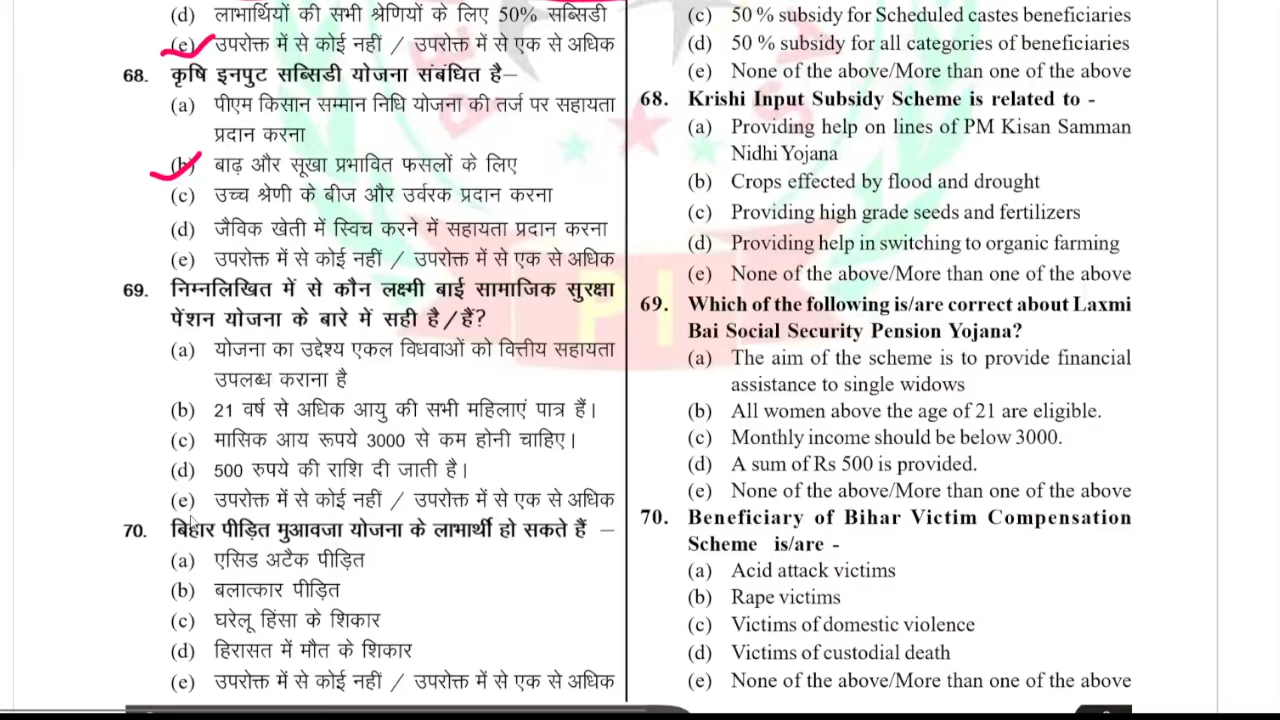 (d) लाभार्थियों की सभी श्रेणियों के लिए 50% सब्सिडी
(e) उपरोक्त में से कोई नहीं / उपरोक्त में से एक से अधिक
68. कृषि इनपुट सब्सिडी योजना संबंधित है–
(a) पीएम किसान सम्मान निधि योजना की तर्ज पर सहायता
प्रदान करना
(b) बाढ़ और सूखा प्रभावित फसलों के लिए
(c) उच्च श्रेणी के बीज और उर्वरक प्रदान करना
(d) जैविक खेती में स्विच करने में सहायता प्रदान करना
(e) उपरोक्त में से कोई नहीं / उपरोक्त में से एक से अधिक
69. निम्नलिखित में से कौन लक्ष्मी बाई सामाजिक सुरक्षा
पेंशन योजना के बारे में सही है/हैं?
(a) योजना का उद्देश्य एकल विधवाओं को वित्तीय सहायता
उपलब्ध कराना है
(b) 21 वर्ष से अधिक आयु की सभी महिलाएं पात्र हैं।
(c) मासिक आय रूपये 3000 से कम होनी चाहिए।
(d) 500 रुपये की राशि दी जाती है।
(e) उपरोक्त में से कोई नहीं / उपरोक्त में से एक से अधिक
70. बिहार पीड़ित मुआवजा योजना के लाभार्थी हो सकते हैं –
(a) एसिड अटैक पीड़ित
(b) बलात्कार पीड़ित
(c) घरेलू हिंसा के शिकार
(d) हिरासत में मौत के शिकार
(e) उपरोक्त में से कोई नहीं / उपरोक्त में से एक से अधिक
(c) 50 % subsidy for Scheduled castes beneficiaries
(d) 50 % subsidy for all categories of beneficiaries
(e) None of the above/More than one of the above
68. Krishi Input Subsidy Scheme is related to -
(a) Providing help on lines of PM Kisan Samman
Nidhi Yojana
(b) Crops effected by flood and drought
(c) Providing high grade seeds and fertilizers
(d) Providing help in switching to organic farming
(e) None of the above/More than one of the above
69. Which of the following is/are correct about Laxmi
Bai Social Security Pension Yojana?
(a) The aim of the scheme is to provide financial
assistance to single widows
(b) All women above the age of 21 are eligible.
(c) Monthly income should be below 3000.
(d) A sum of Rs 500 is provided.
(e) None of the above/More than one of the above
70. Beneficiary of Bihar Victim Compensation
Scheme is/are -
(a) Acid attack victims
(b) Rape victims
(c) Victims of domestic violence
(d) Victims of custodial death
(e) None of the above/More than one of the above